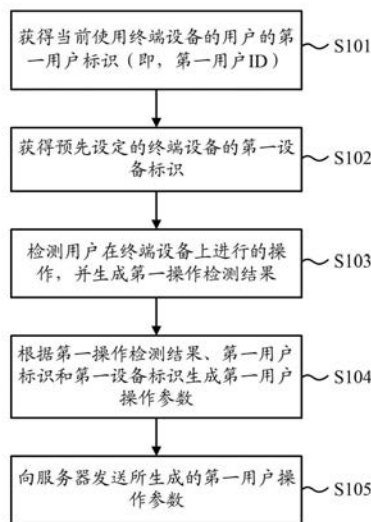 获得当前使用终端设备的用户的第
一用户标识（即，第一用户ID）
S101
获得预先设定的终端设备的第一设
备标识
S102
检测用户在终端设备上进行的操
作，并生成第一操作检测结果
S103
根据第一操作检测结果、第一用户
标识和第一设备标识生成第一用户
操作参数
S104
向服务器发送所生成的第一用户操
作参数
S105